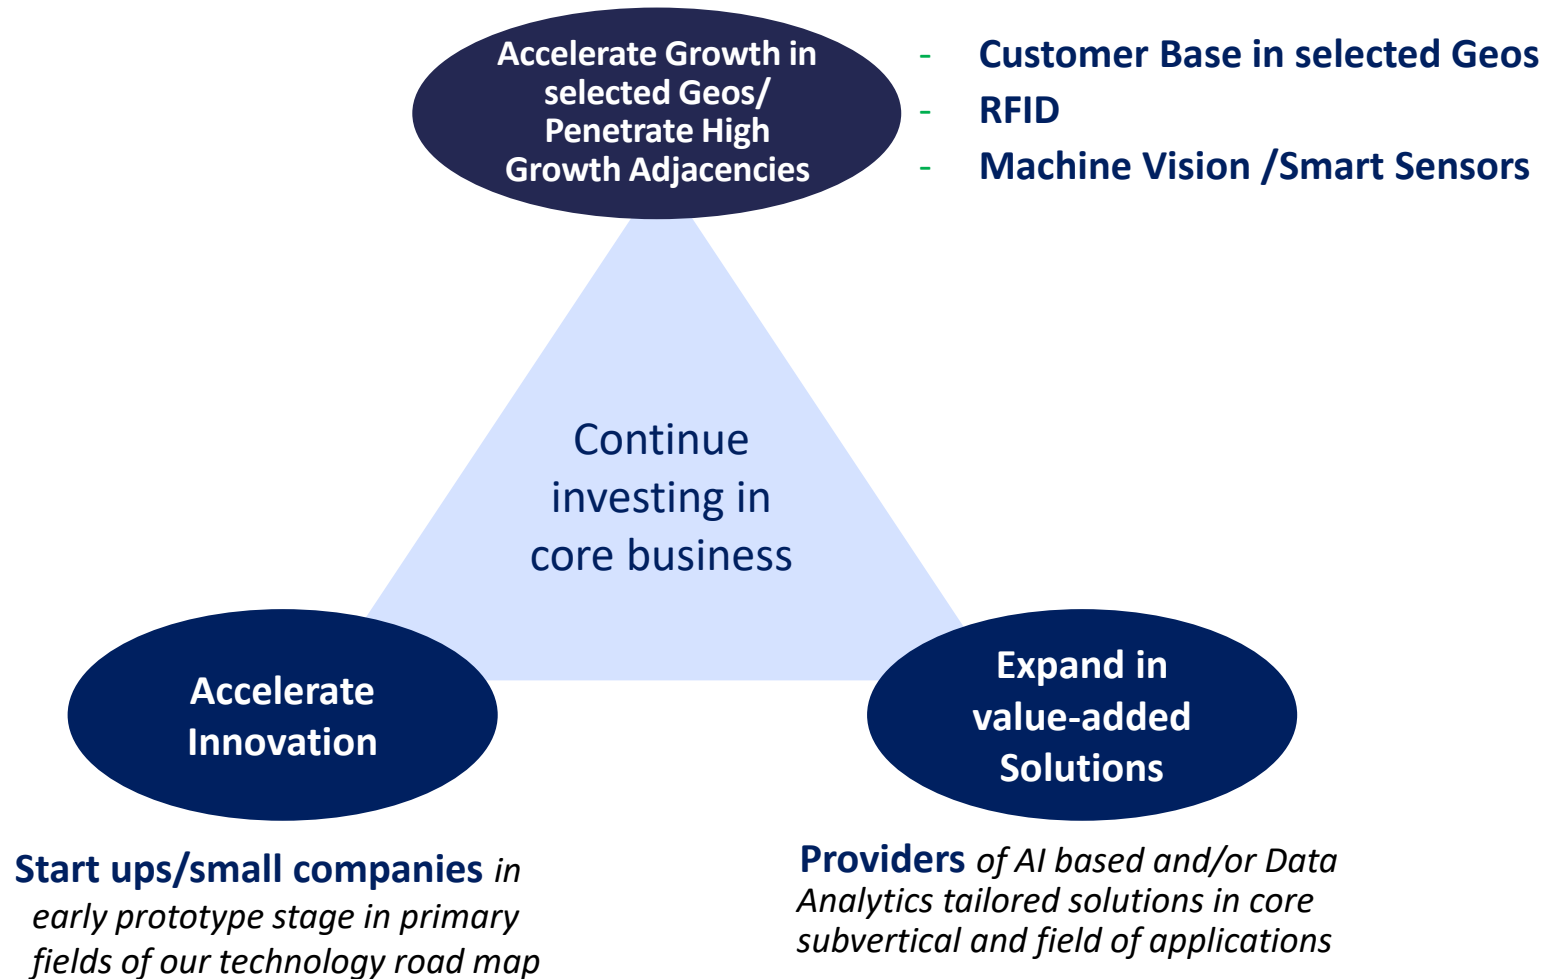 Accelerate Growth in
selected Geos/
Penetrate High
Growth Adjacencies
- Customer Base in selected Geos
- RFID
- Machine Vision /Smart Sensors
Continue
investing in
core business
Accelerate
Innovation
Expand in
value-added
Solutions
Start ups/small companies in
early prototype stage in primary
fields of our technology road map
Providers of AI based and/or Data
Analytics tailored solutions in core
subvertical and field of applications